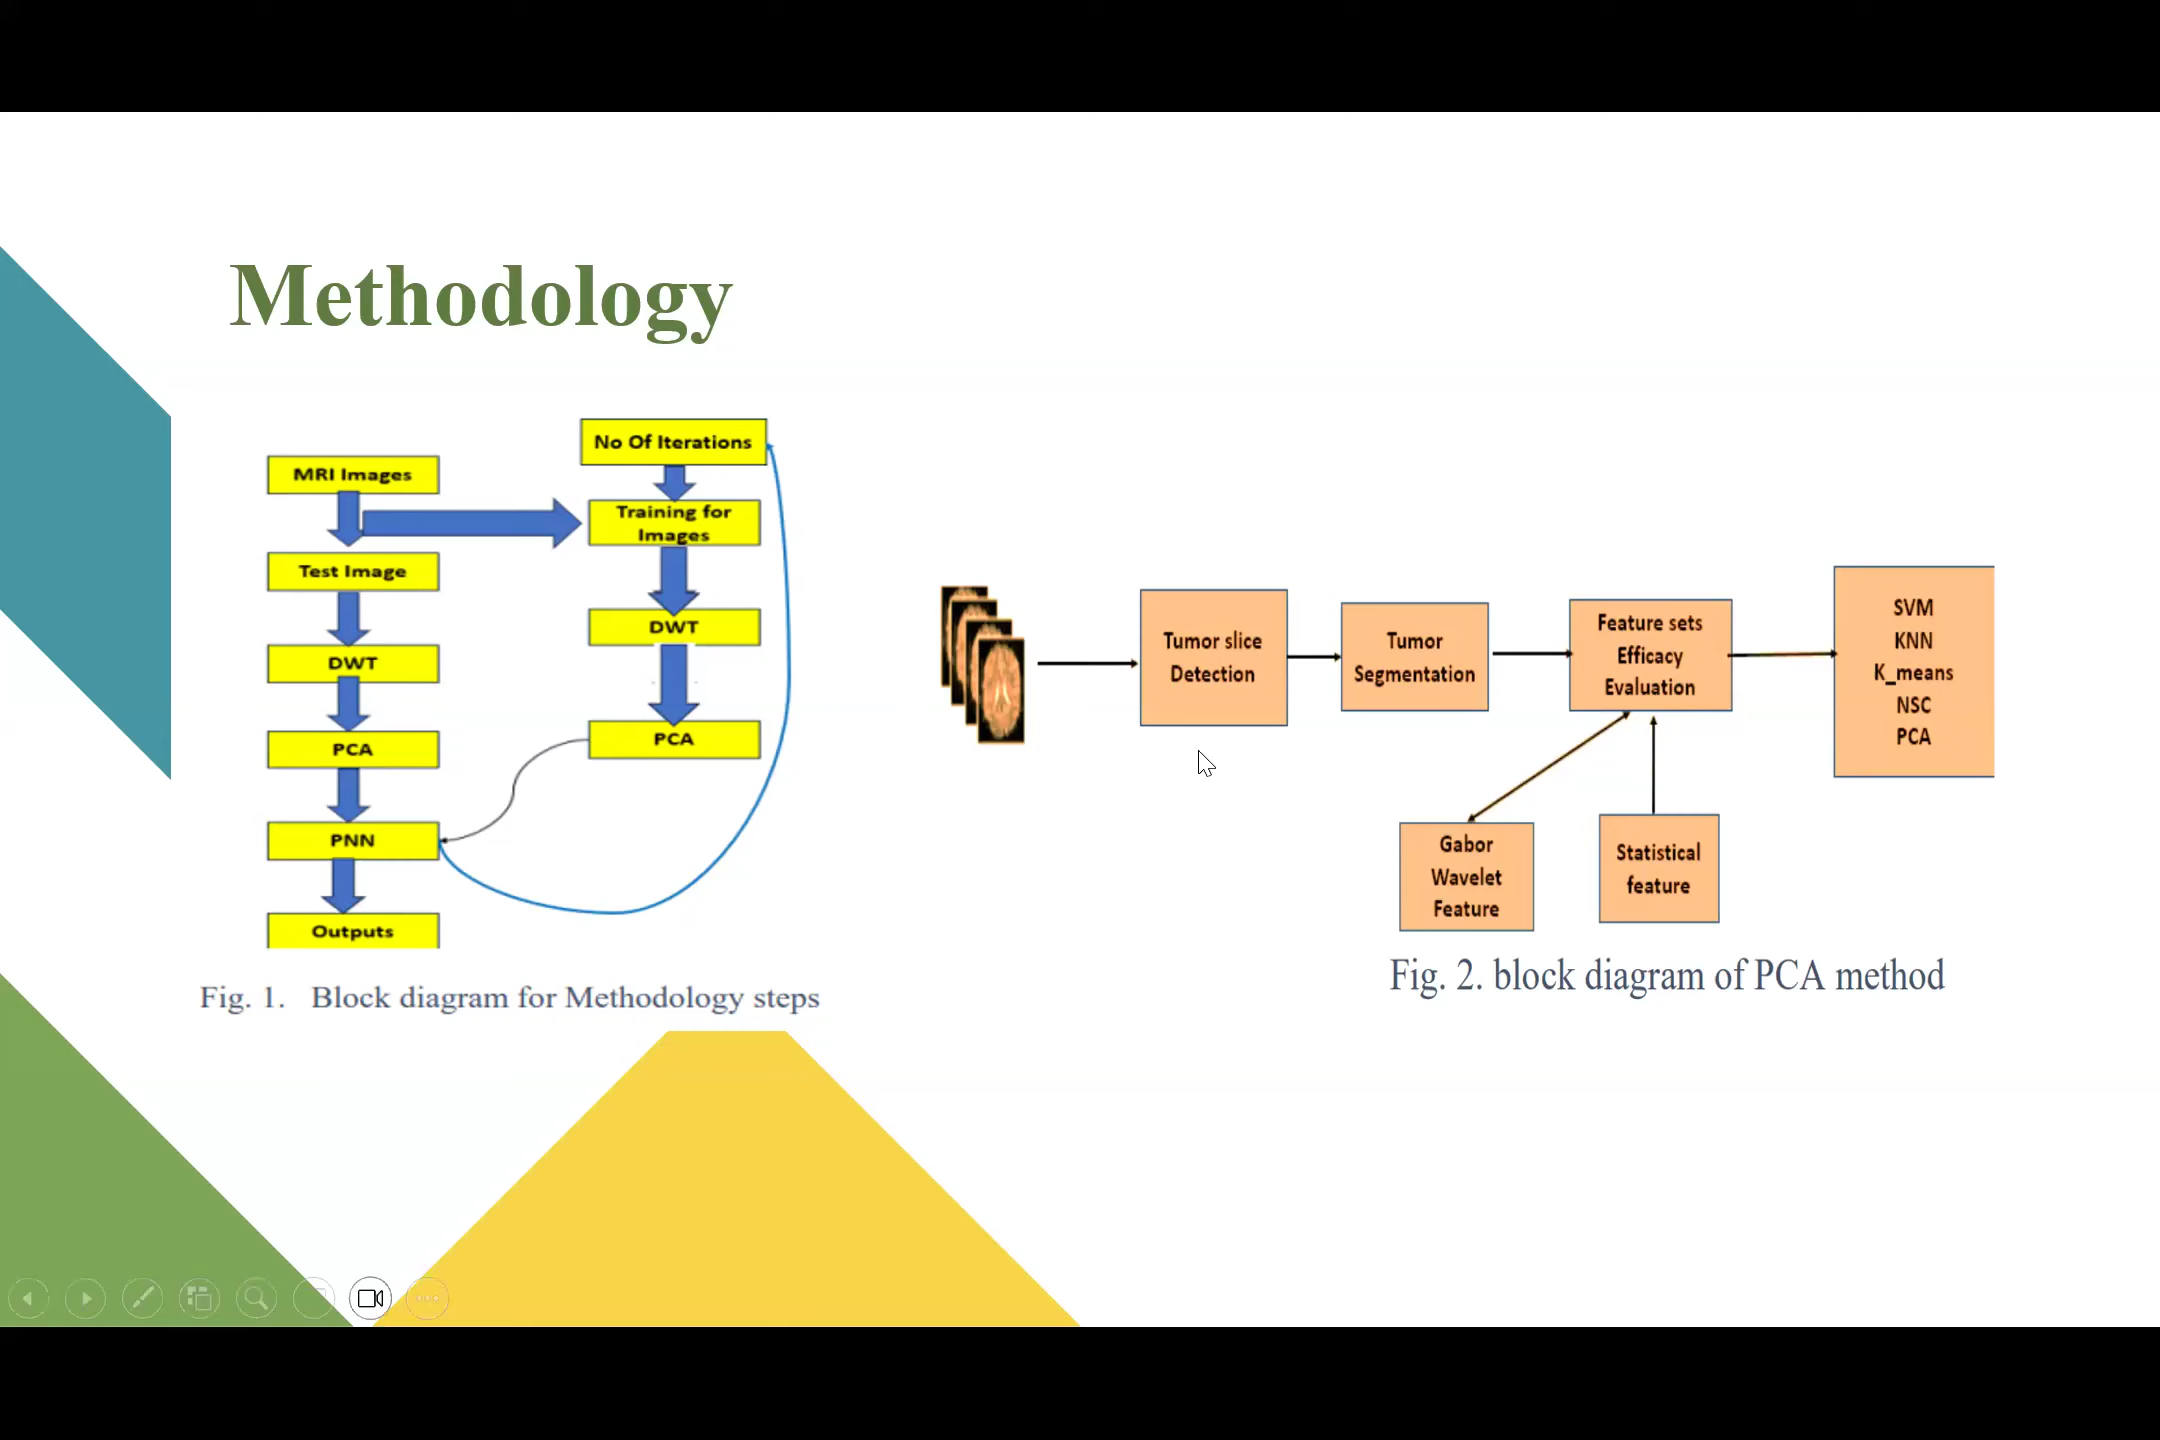 Methodology
No Of Iterations
MRI Images
Training for
Images
Test Image
DWT
DWT
PCA
PCA
PNN
Outputs
Fig. 1. Block diagram for Methodology steps
Tumor slice
Detection
Tumor
Segmentation
Feature sets
Efficacy
Evaluation
SVM
KNN
K_means
NSC
PCA
Gabor
Wavelet
Feature
Statistical
feature
Fig. 2. block diagram of PCA method